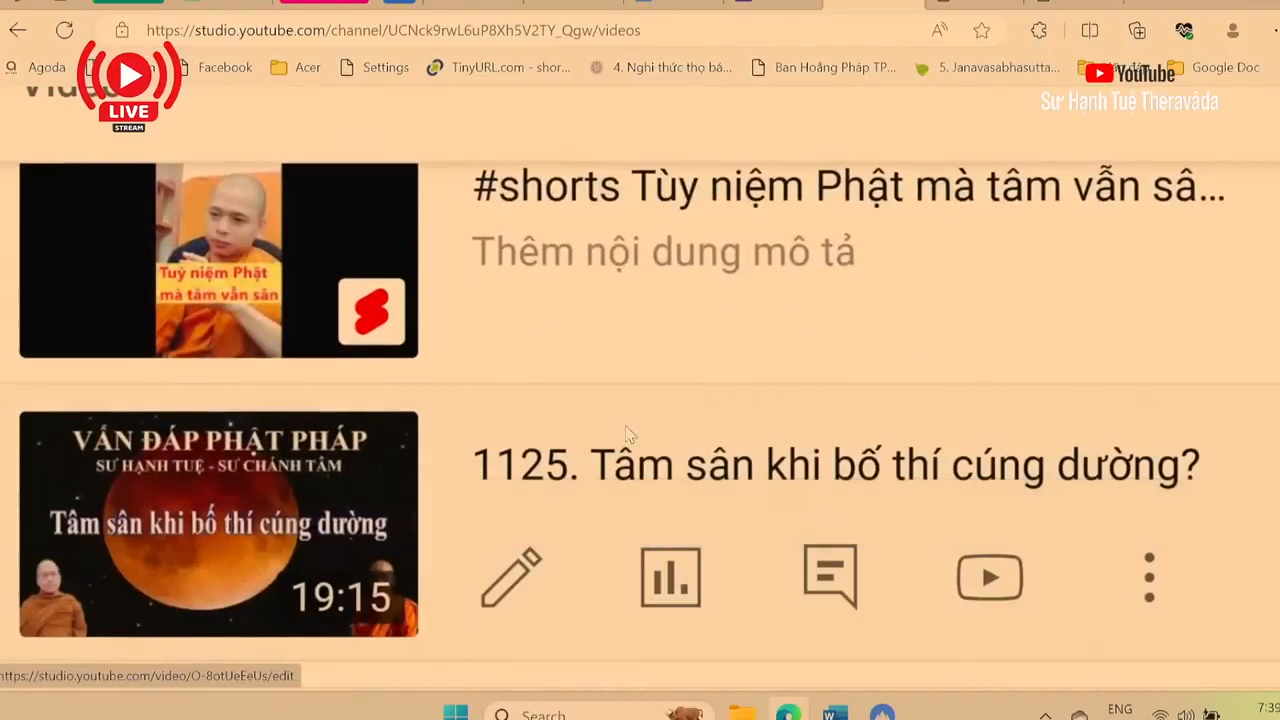 https://studio.youtube.com/channel/UCNck9rwL6uP8Xh5V2TY_Qgw/videos
Agoda
Facebook
Acer
Settings
TinyURL.com - shor...
4. Nghi thức thọ bá...
Ban Hoằng Pháp TP...
5. Janavasabhasutta...
Google Doc
LIVE
STREAM
YouTube
Sư Hạnh Tuệ Theravāda
#shorts Tùy niệm Phật mà tâm vẫn sâ...
Thêm nội dung mô tả
Tuỳ niệm Phật
mà tâm vẫn sân
VẤN ĐÁP PHẬT PHÁP
SƯ HẠNH TUỆ - SƯ CHÁNH TÂM
Tâm sân khi bố thí cúng dường
19:15
1125. Tâm sân khi bố thí cúng dường?
https://studio.youtube.com/video/O-8otUeEeUs/edit
Search
ENG
7:39